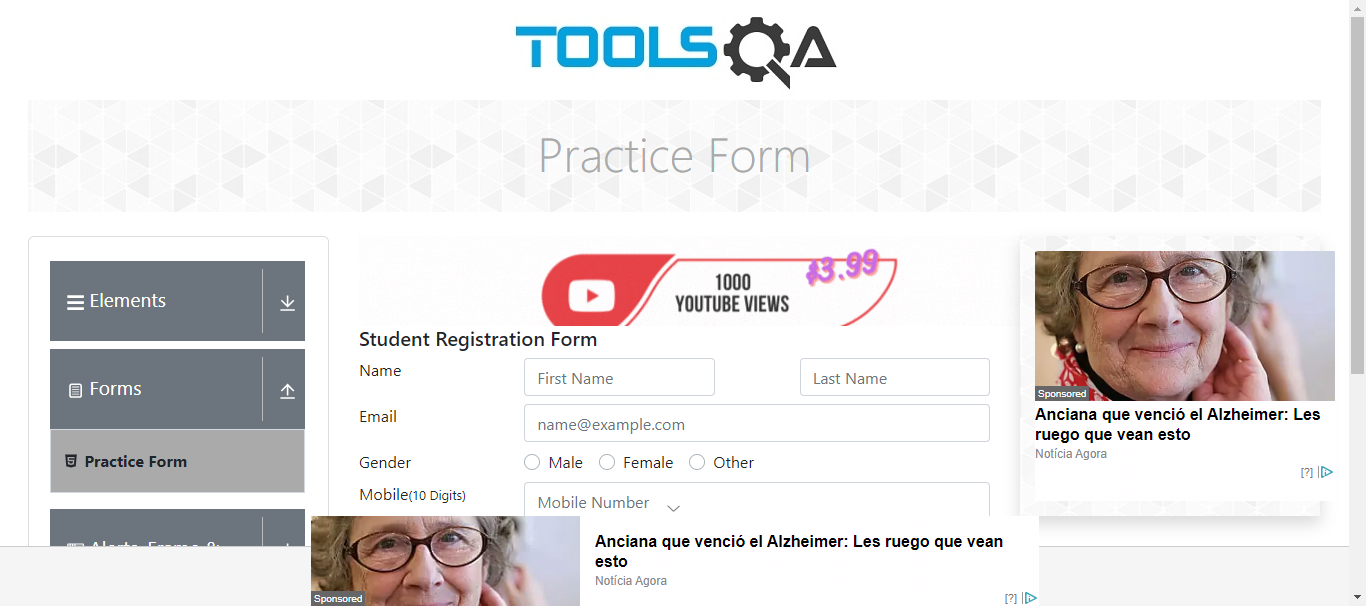 TOOLSQA
Practice Form
Elements
Forms
Practice Form
1000
YOUTUBE VIEWS
$3.99
Student Registration Form
Name
First Name
Last Name
Email
name@example.com
Gender
Male
Female
Other
Mobile(10 Digits)
Mobile Number
Sponsored
Anciana que venció el Alzheimer: Les
ruego que vean esto
Notícia Agora
[?]
Sponsored
Anciana que venció el Alzheimer: Les ruego que vean
esto
Notícia Agora
[?]